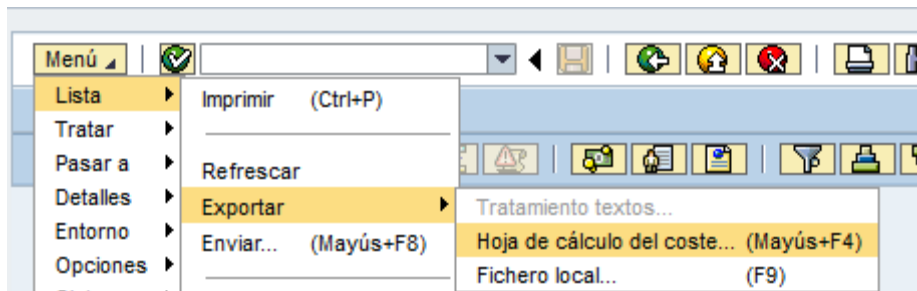 Menú
Lista
Imprimir (Ctrl+P)
Tratar
Pasar a
Refrescar
Detalles
Exportar
Tratamiento textos...
Entorno
Enviar... (Mayús+F8)
Hoja de cálculo del coste... (Mayús+F4)
Opciones
Fichero local... (F9)